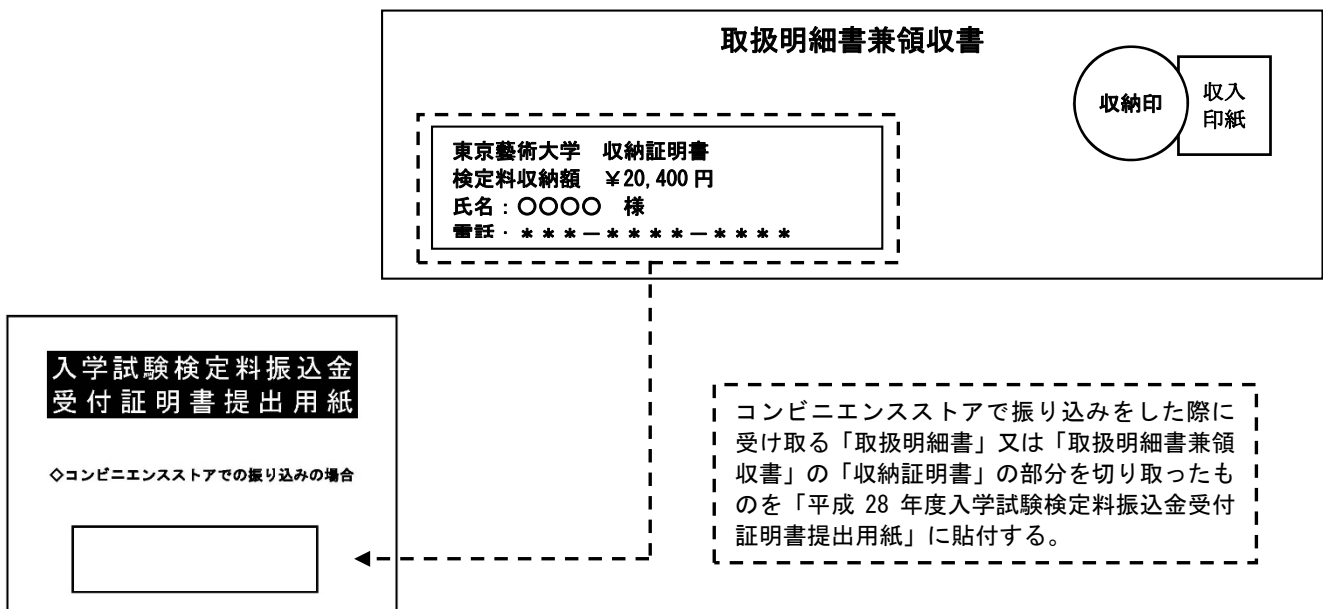 取扱明細書兼領収書
収納印
収入
印紙
東京藝術大学　収納証明書
検定料収納額　￥20,400 円
氏名：〇〇〇〇　様
電話：＊＊＊－＊＊＊＊－＊＊＊＊
入学試験検定料振込金
受付証明書提出用紙
◇コンビニエンスストアでの振り込みの場合
コンビニエンスストアで振り込みをした際に
受け取る「取扱明細書」又は「取扱明細書兼領
収書」の「収納証明書」の部分を切り取ったも
のを「平成 28 年度入学試験検定料振込金受付
証明書提出用紙」に貼付する。